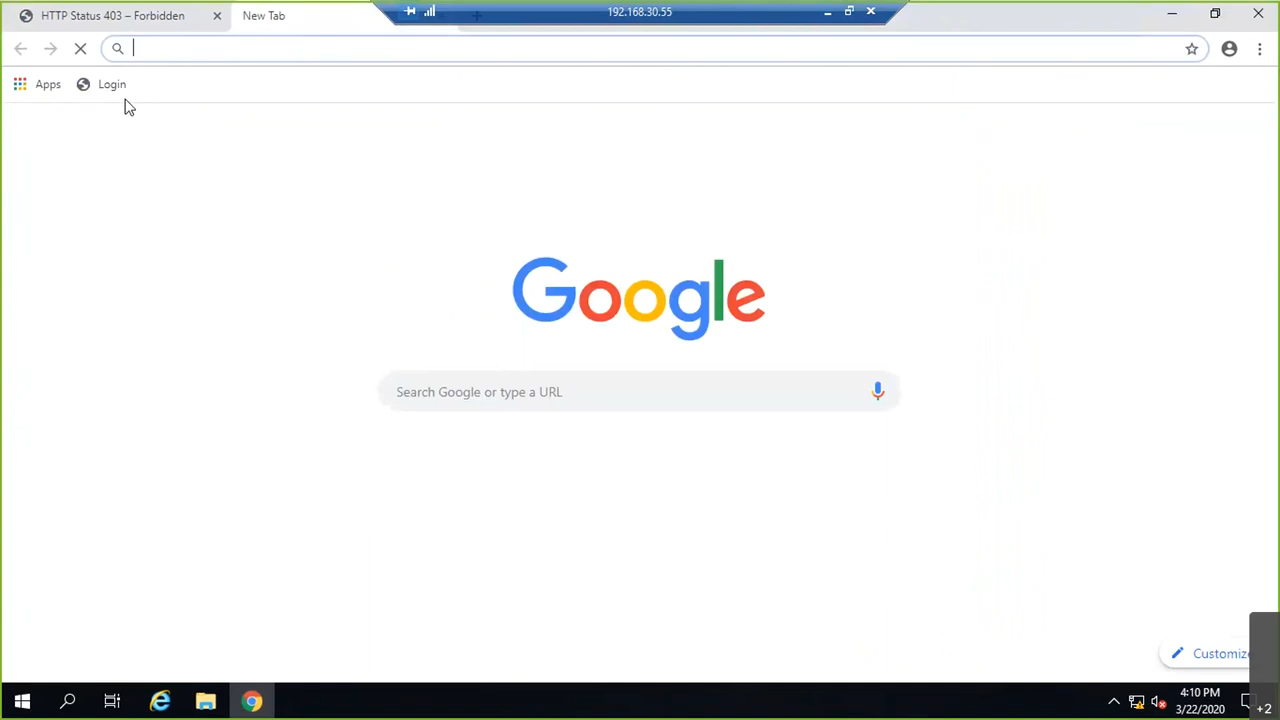 HTTP Status 403 – Forbidden
New Tab
192.168.30.55
Apps
Login
Google
Search Google or type a URL
Customize
4:10 PM
3/22/2020
+2